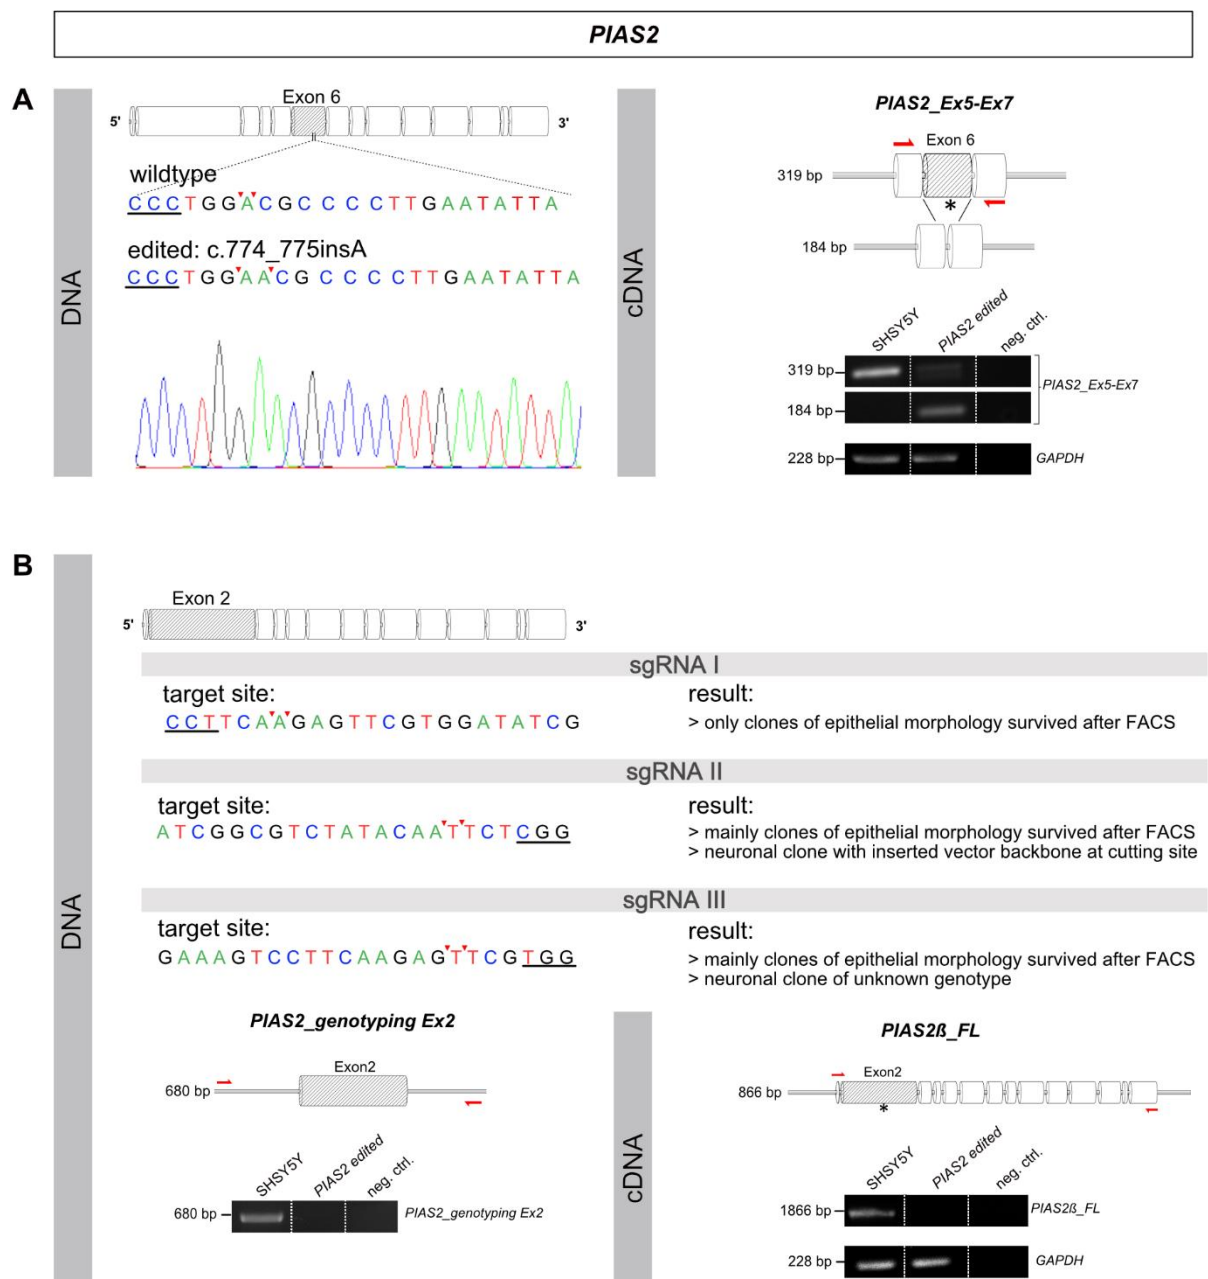 PIAS2
A
DNA
5'
Exon 6
3'
wildtype
CCCTGGACGCCCCTTGAATATTA
edited: c.774_775insA
CCCTGGAACGCCCCTTGAATATTA
cDNA
PIAS2_Ex5-Ex7
Exon 6
319 bp
*
184 bp
SHSY5Y
PIAS2 edited
neg. ctrl.
319 bp
184 bp
PIAS2_Ex5-Ex7
228 bp
GAPDH
B
DNA
Exon 2
5'
3'
sgRNA I
target site:
CCTTCAAGAGTTCGTGGATATCG
result:
> only clones of epithelial morphology survived after FACS
sgRNA II
target site:
ATCGGCGTCTATACAATTCTCGG
result:
> mainly clones of epithelial morphology survived after FACS
> neuronal clone with inserted vector backbone at cutting site
sgRNA III
target site:
GAAAGTCCTTCAAGAGTTCGTGG
result:
> mainly clones of epithelial morphology survived after FACS
> neuronal clone of unknown genotype
PIAS2_genotyping Ex2
Exon2
680 bp
SHSY5Y
PIAS2 edited
neg. ctrl.
680 bp
PIAS2_genotyping Ex2
cDNA
PIAS2ß_FL
Exon2
866 bp
*
SHSY5Y
PIAS2 edited
neg. ctrl.
1866 bp
PIAS2ß_FL
228 bp
GAPDH